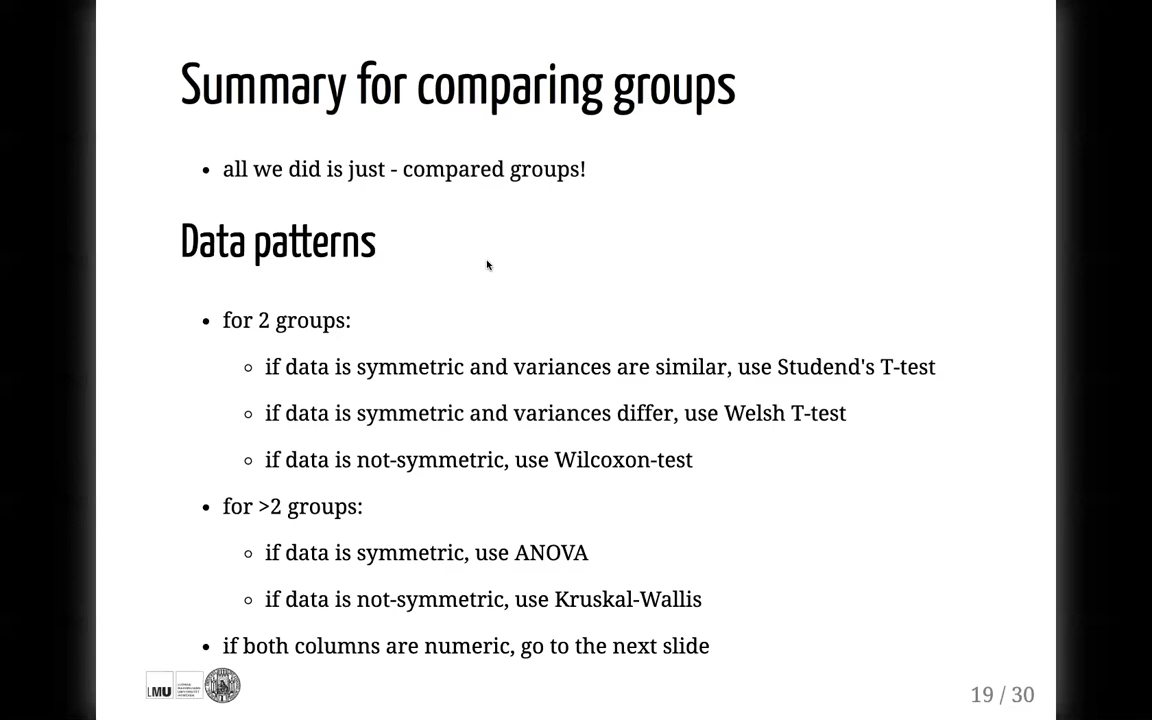 Summary for comparing groups
• all we did is just - compared groups!
Data patterns
• for 2 groups:
◦ if data is symmetric and variances are similar, use Studend's T-test
◦ if data is symmetric and variances differ, use Welsh T-test
◦ if data is not-symmetric, use Wilcoxon-test
• for >2 groups:
◦ if data is symmetric, use ANOVA
◦ if data is not-symmetric, use Kruskal-Wallis
• if both columns are numeric, go to the next slide
LMU
19 / 30